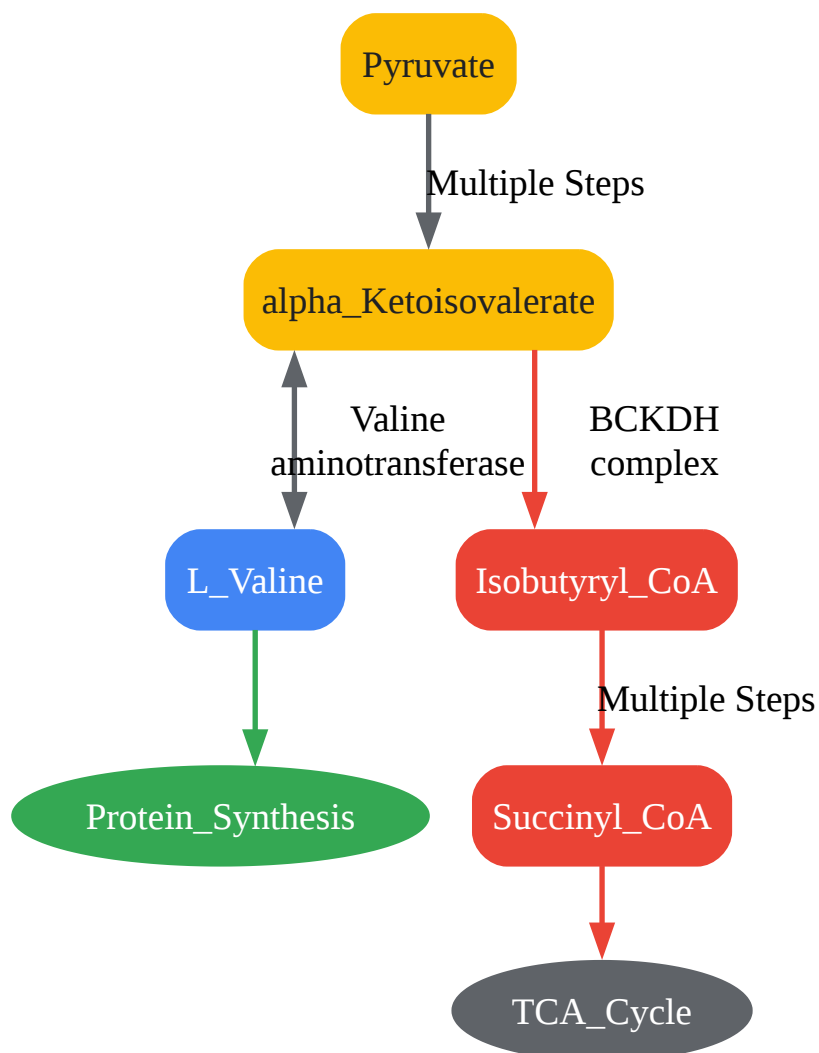 Pyruvate
Multiple Steps
alpha_Ketoisovalerate
Valine
aminotransferase
BCKDH
complex
L_Valine
Isobutyryl_CoA
Multiple Steps
Protein_Synthesis
Succinyl_CoA
TCA_Cycle